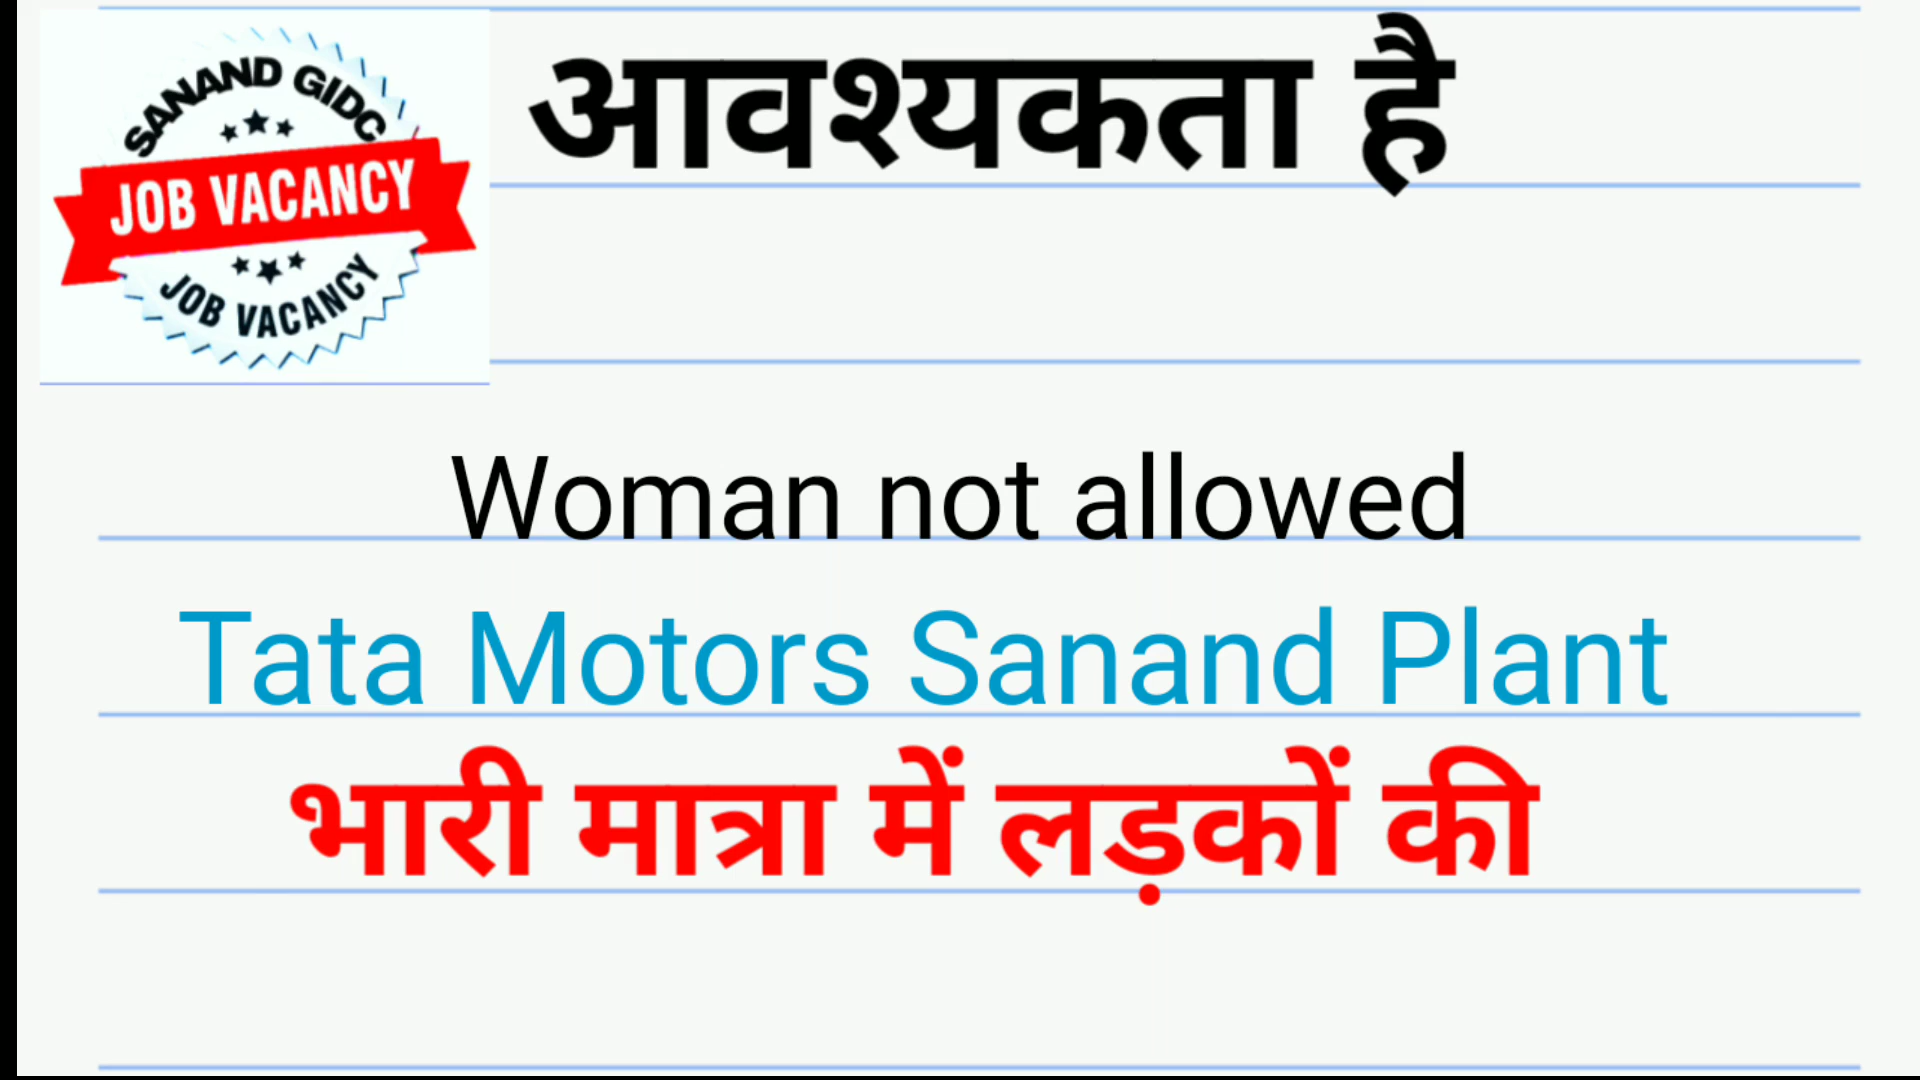 SANAND GIDC
JOB VACANCY
JOB VACANCY
आवश्यकता है
Woman not allowed
Tata Motors Sanand Plant
भारी मात्रा में लड़कों की